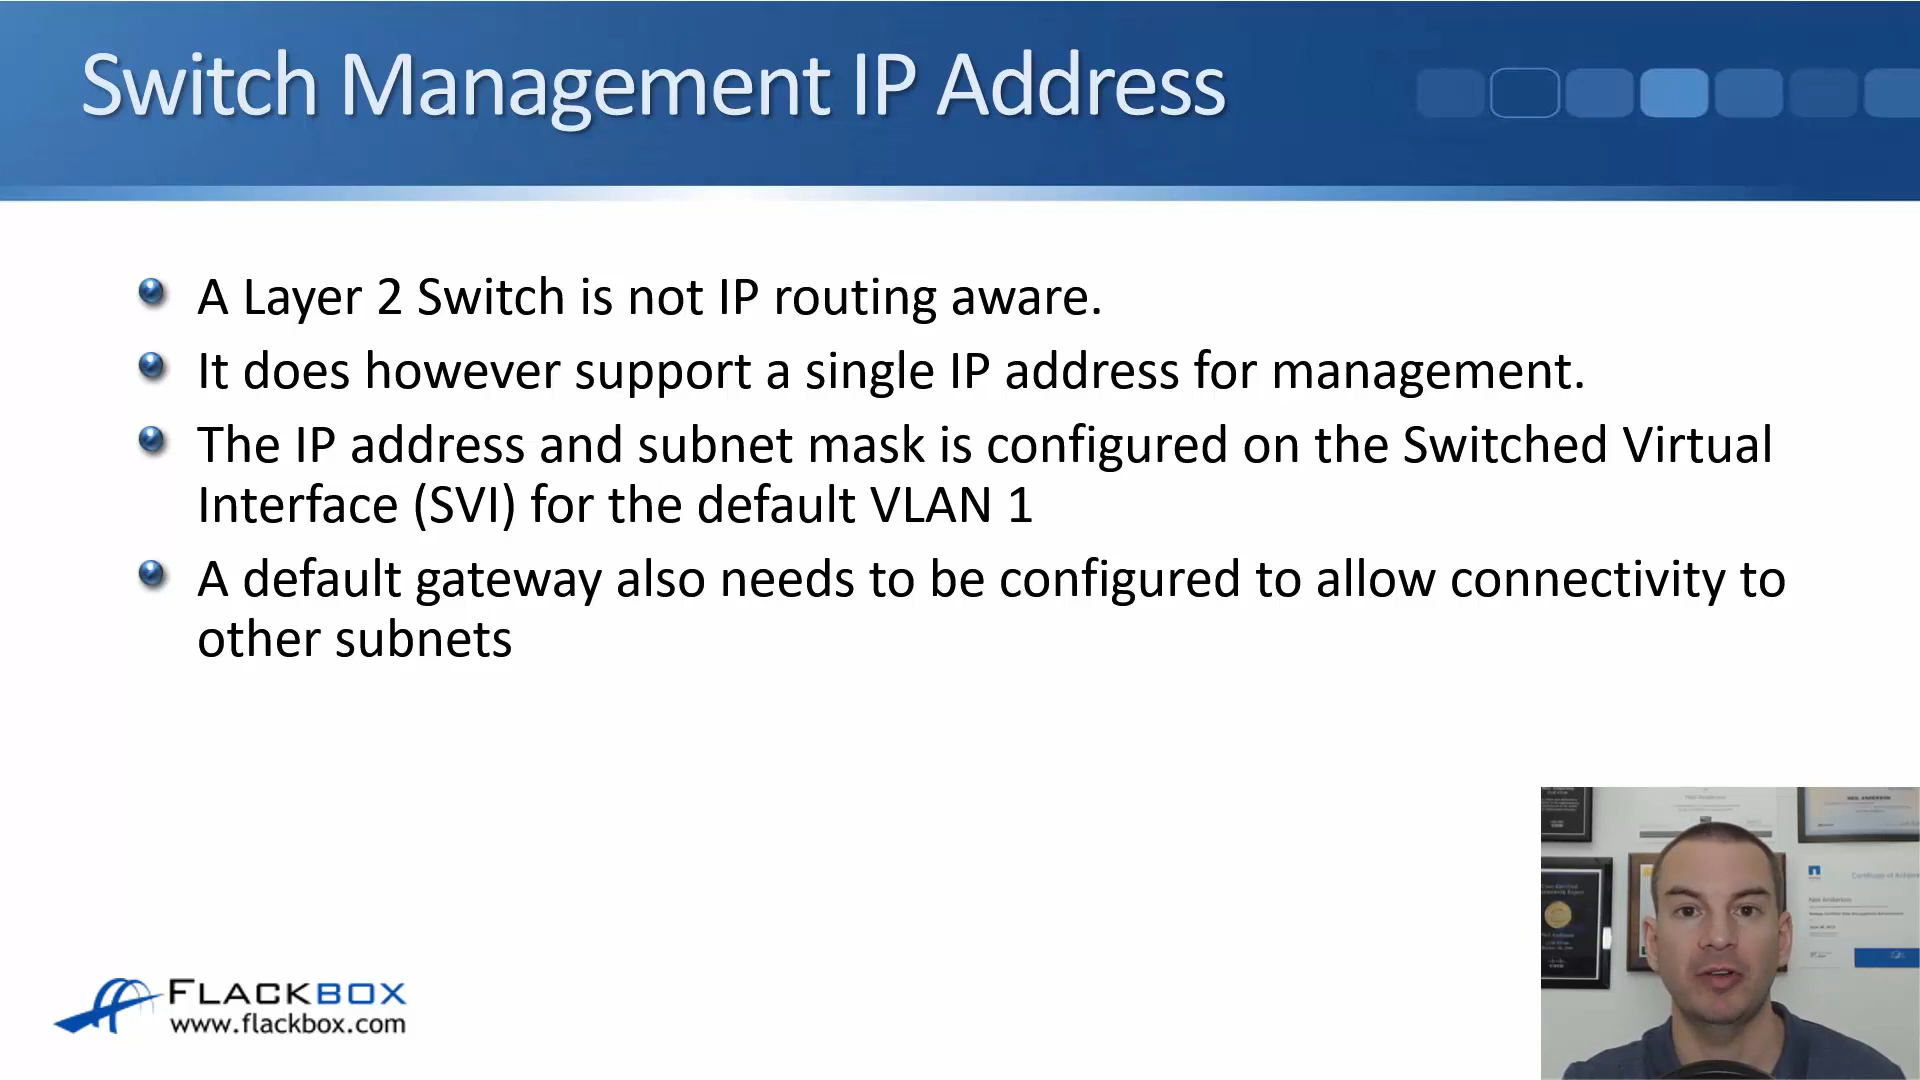 Switch Management IP Address
A Layer 2 Switch is not IP routing aware.
It does however support a single IP address for management.
The IP address and subnet mask is configured on the Switched Virtual
Interface (SVI) for the default VLAN 1
A default gateway also needs to be configured to allow connectivity to
other subnets
FLACKBOX
www.flackbox.com
Neil Anderson